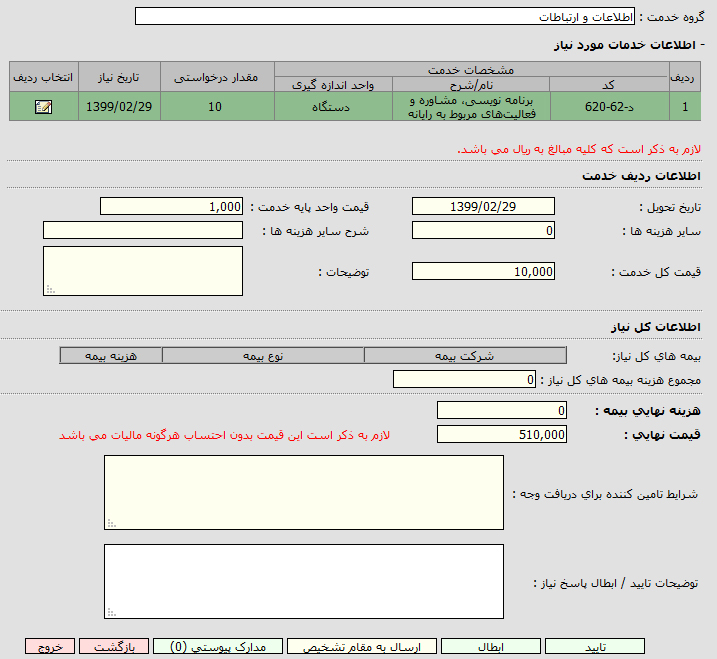 گروه خدمت : اطلاعات و ارتباطات
- اطلاعات خدمات مورد نیاز
ردیف مشخصات خدمت مقدار درخواستی تاریخ نیاز انتخاب ردیف
کد نام/شرح واحد اندازه گیری
1 د-62-620 برنامه نویسی، مشاوره و فعالیت‌های مربوط به رایانه دستگاه 10 1399/02/29
لازم به ذکر است که کلیه مبالغ به ریال می باشد.
اطلاعات ردیف خدمت
تاریخ تحویل : 1399/02/29 قیمت واحد پایه خدمت : 1,000
سایر هزینه ها : 0 شرح سایر هزینه ها :
قیمت کل خدمت : 10,000 توضیحات :
اطلاعات کل نیاز
بیمه های کل نیاز: شرکت بیمه نوع بیمه هزینه بیمه
مجموع هزینه بیمه های کل نیاز : 0
هزینه نهایی بیمه : 0
قیمت نهایی : 510,000 لازم به ذکر است این قیمت بدون احتساب هرگونه مالیات می باشد
شرایط تامین کننده برای دریافت وجه :
توضیحات تایید / ابطال پاسخ نیاز :
تایید ابطال ارسال به مقام تشخیص مدارک پیوستی (0) بازگشت خروج